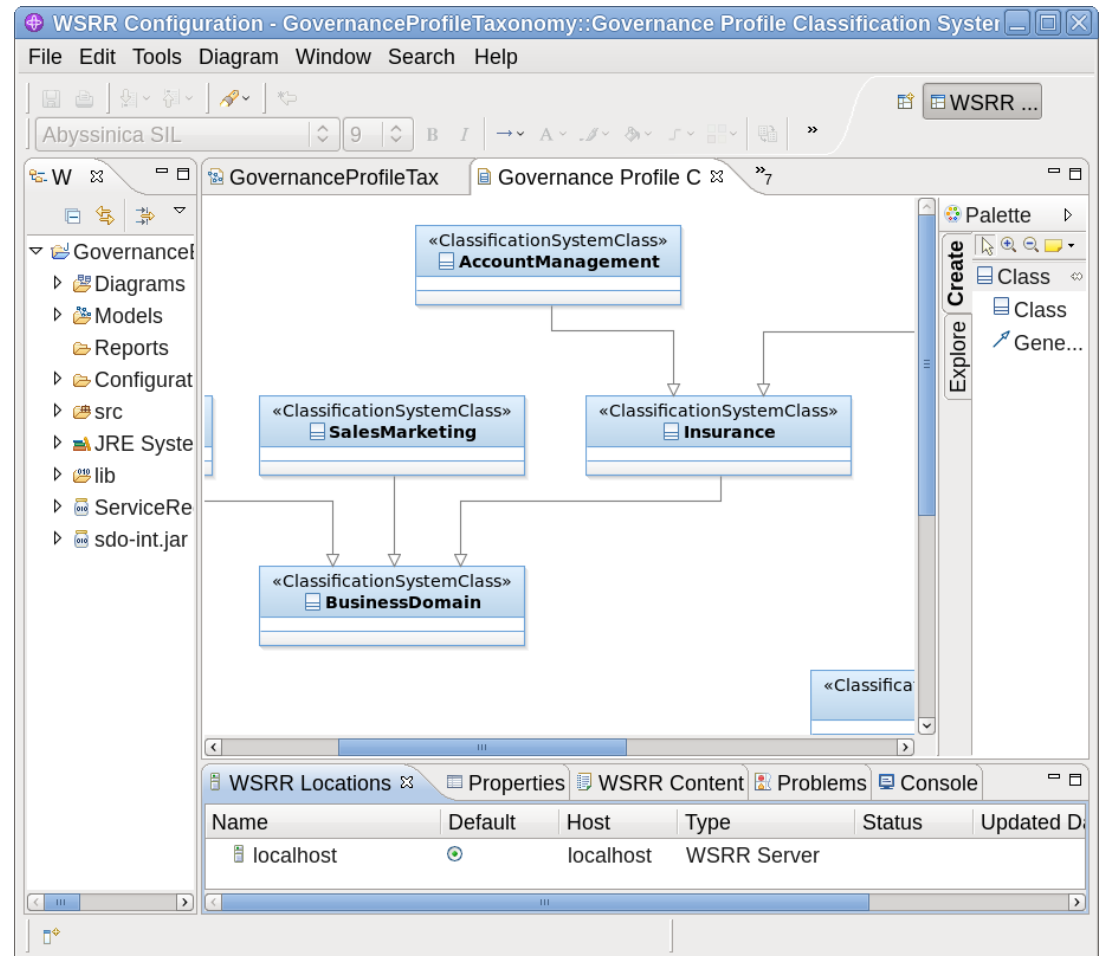 WSRR Configuration - GovernanceProfileTaxonomy::Governance Profile Classification Syster
File Edit Tools Diagram Window Search Help
WSRR ...
Abyssinica SIL 9 B I A »
W
GovernanceProfileTax
Governance Profile C
»7
GovernanceE
Diagrams
Models
Reports
Configurat
src
JRE Syste
lib
ServiceRe
sdo-int.jar
«ClassificationSystemClass»
AccountManagement
«ClassificationSystemClass»
SalesMarketing
«ClassificationSystemClass»
Insurance
«ClassificationSystemClass»
BusinessDomain
«Classifica
Palette
Create
Explore
Class
Class
Gene...
WSRR Locations Properties WSRR Content Problems Console
Name Default Host Type Status Updated Da
localhost localhost WSRR Server